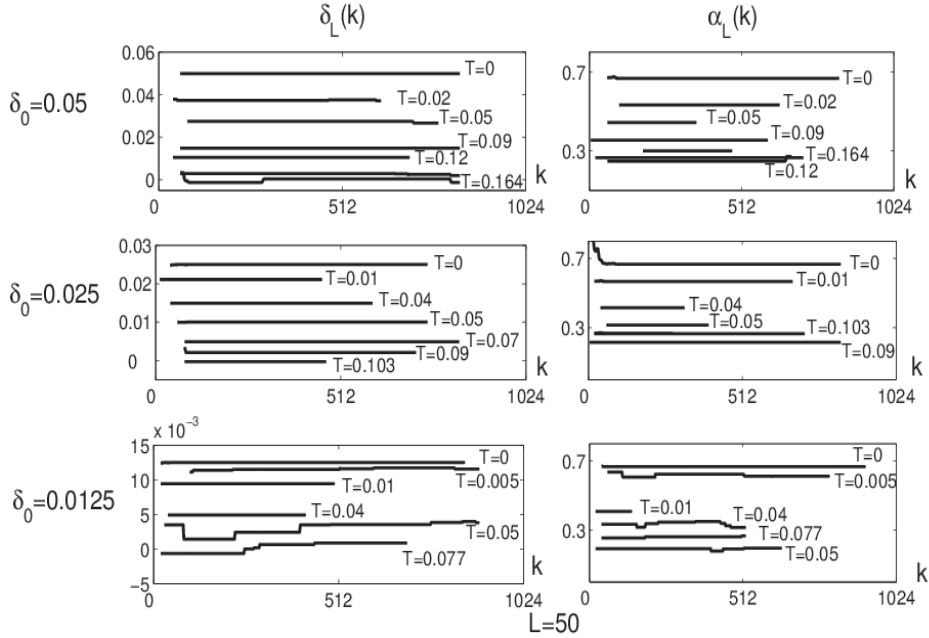 δL(k) αL(k)
δ0=0.05
0.06
0.04
0.02
0
T=0
T=0.02
T=0.05
T=0.09
T=0.12
T=0.164
k
0 512 1024
0.7
0.3
T=0
T=0.02
T=0.05
T=0.09
T=0.164
T=0.12
k
0 512 1024
δ0=0.025
0.03
0.02
0.01
0
T=0
T=0.01
T=0.04
T=0.05
T=0.07
T=0.09
T=0.103
k
0 512 1024
0.7
0.3
T=0
T=0.01
T=0.04
T=0.05
T=0.103
T=0.09
k
0 512 1024
δ0=0.0125
x 10⁻³
15
10
5
0
−5
T=0
T=0.005
T=0.01
T=0.04
T=0.05
T=0.077
k
0 512 1024
0.7
0.3
T=0
T=0.005
T=0.01
T=0.04
T=0.077
T=0.05
k
0 512 1024
L=50